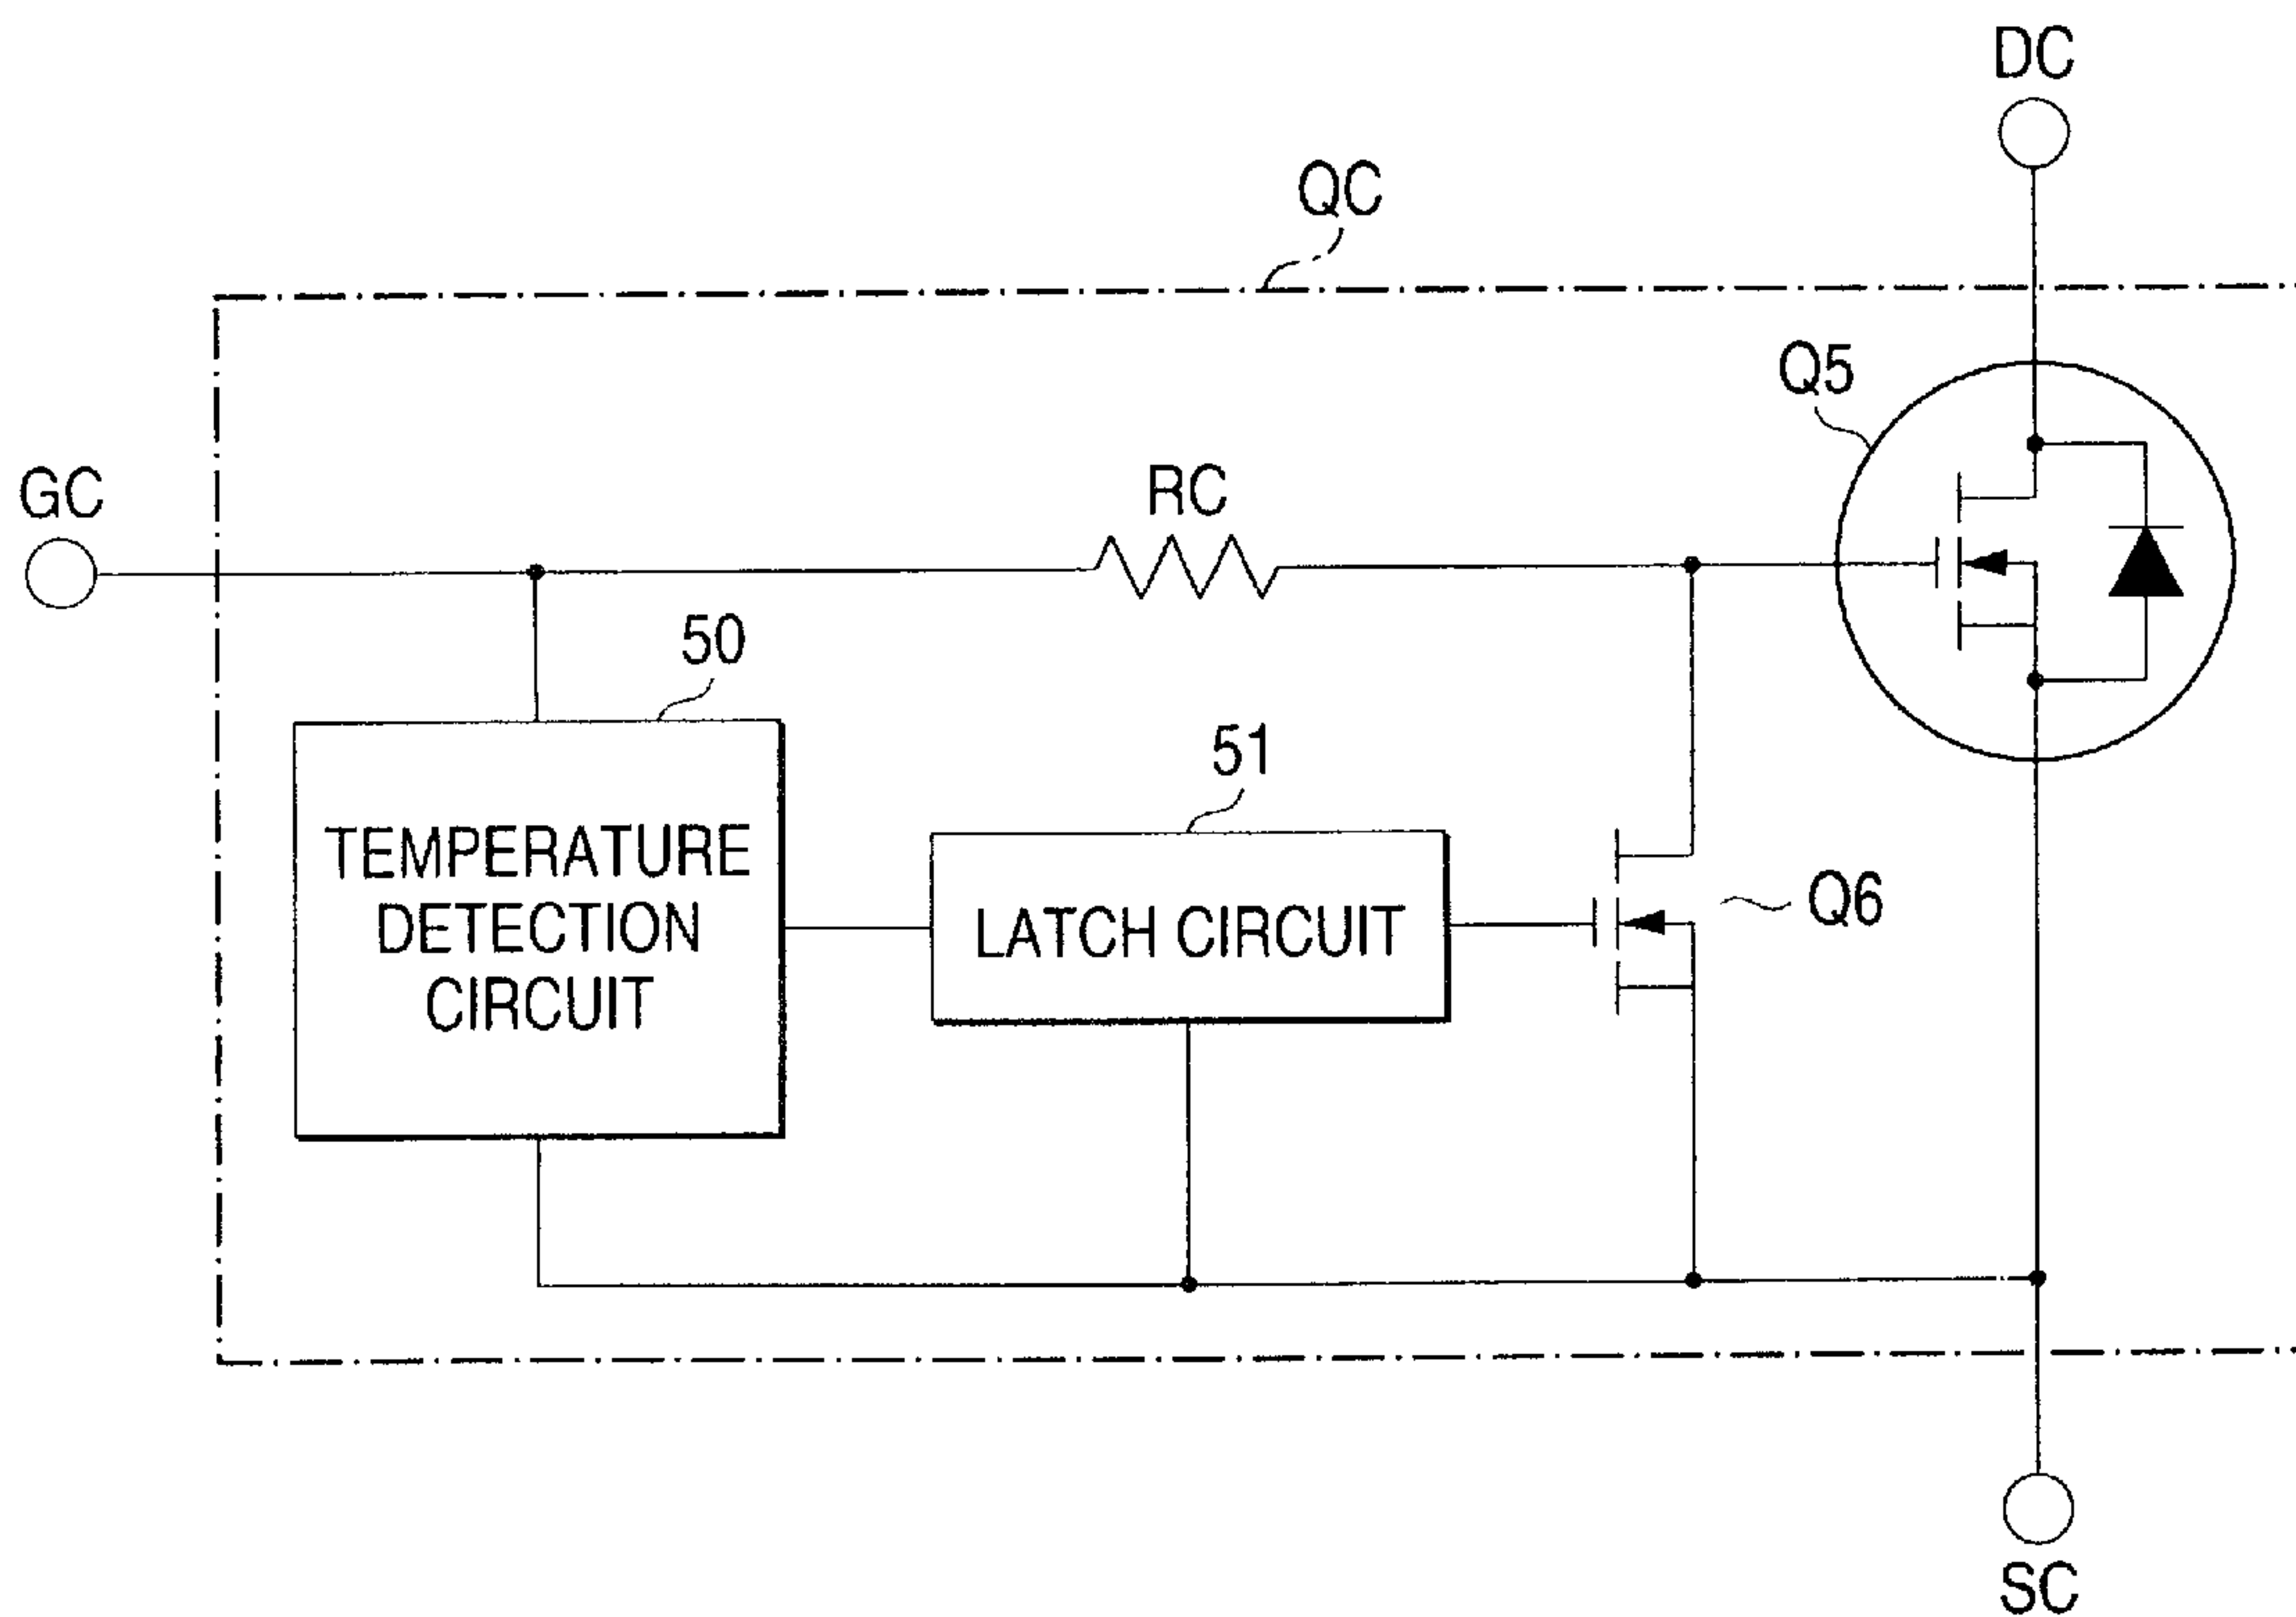 DC
QC
Q5
GC
RC
50
51
TEMPERATURE
DETECTION
CIRCUIT
LATCH CIRCUIT
Q6
SC